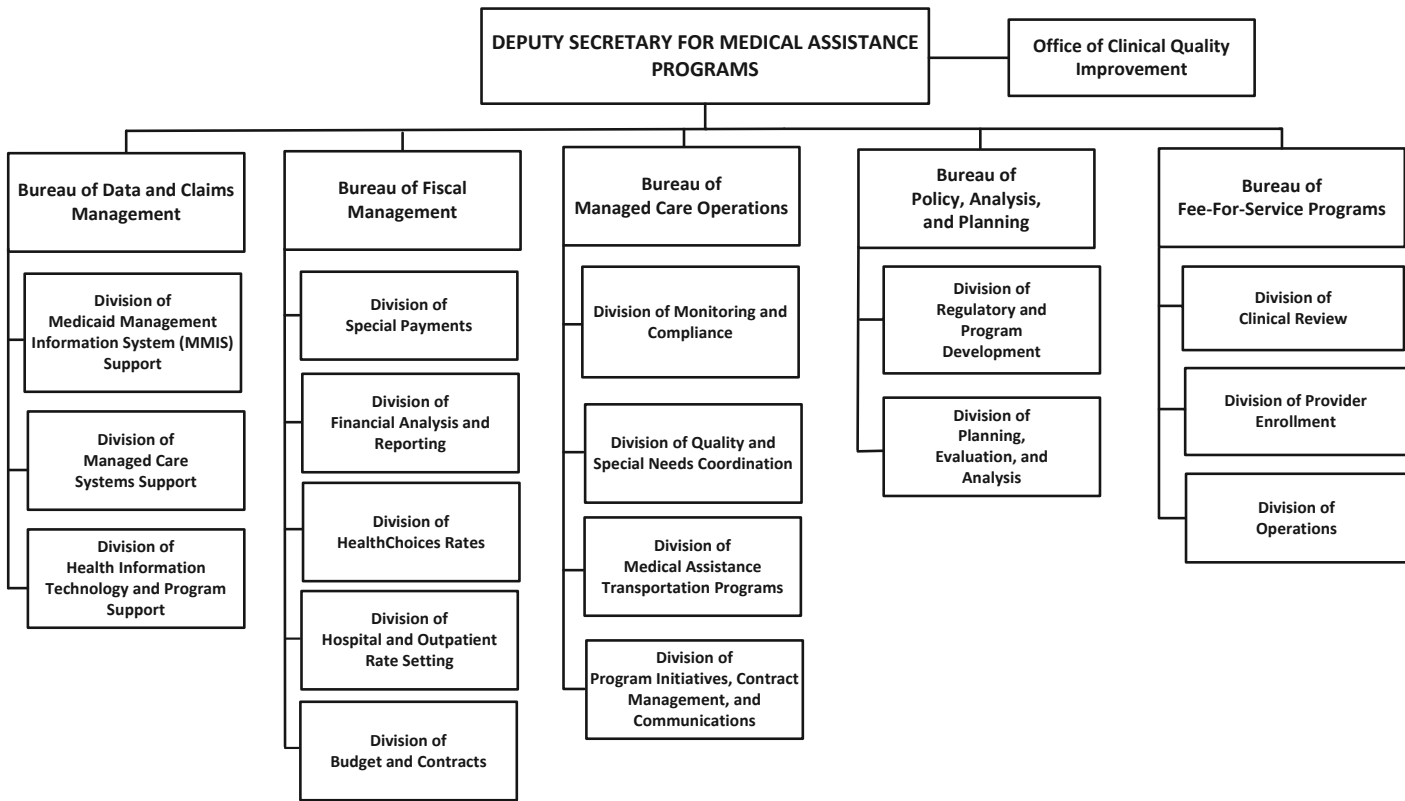 DEPUTY SECRETARY FOR MEDICAL ASSISTANCE
PROGRAMS
Office of Clinical Quality
Improvement
Bureau of Data and Claims
Management
Division of
Medicaid Management
Information System (MMIS)
Support
Division of
Managed Care
Systems Support
Division of
Health Information
Technology and Program
Support
Bureau of Fiscal
Management
Division of
Special Payments
Division of
Financial Analysis and
Reporting
Division of
HealthChoices Rates
Division of
Hospital and Outpatient
Rate Setting
Division of
Budget and Contracts
Bureau of
Managed Care Operations
Division of Monitoring and
Compliance
Division of Quality and
Special Needs Coordination
Division of
Medical Assistance
Transportation Programs
Division of
Program Initiatives, Contract
Management, and
Communications
Bureau of
Policy, Analysis,
and Planning
Division of
Regulatory and
Program
Development
Division of
Planning,
Evaluation, and
Analysis
Bureau of
Fee-For-Service Programs
Division of
Clinical Review
Division of Provider
Enrollment
Division of
Operations